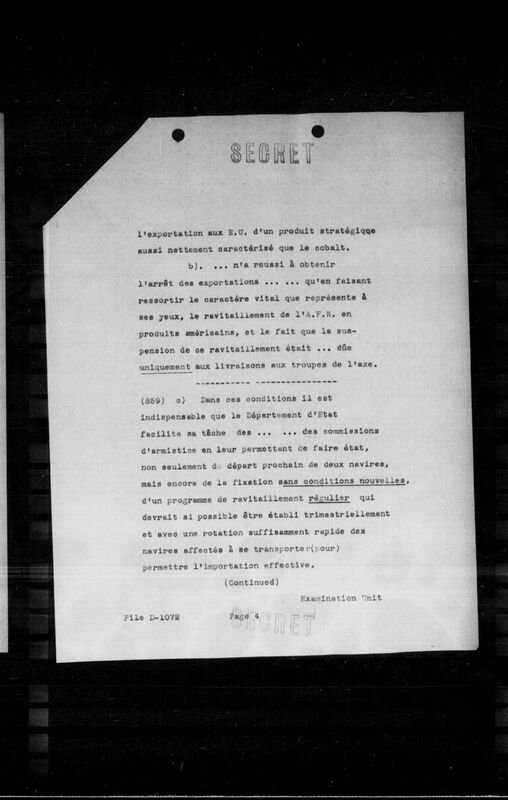 SECRET
l'exportation aux E.U. d'un produit stratégiqqe
aussi nettement caractérisé que le cobalt.
b). ... n'a reussi à obtenir
l'arrêt des exportations ... ... qu'en faisant
ressortir le caractére vital que représente à
ses yeux, le ravitaillement de l'A.F.N. en
produits américains, et le fait que la sus-
pension de ce ravitaillement était ... dûe
uniquement aux livraisons aux troupes de l'axe.
----------- ----------------
(859) c) Dans ces conditions il est
indispensable que le Département d'Etat
facilite sa tâche des ... ... des commissions
d'armistice en leur permettant de faire état,
non seulement du départ prochain de deux navires,
mais encore de la fixation sans conditions nouvelles,
d'un programme de ravitaillement régulier qui
devrait si possible être établi trimestriellement
et avec une rotation suffisamment rapide des
navires affectés à se transporter(pour)
permettre l'importation effective.
(Continued)
Examination Unit
File D-1072 Page 4
SECRET